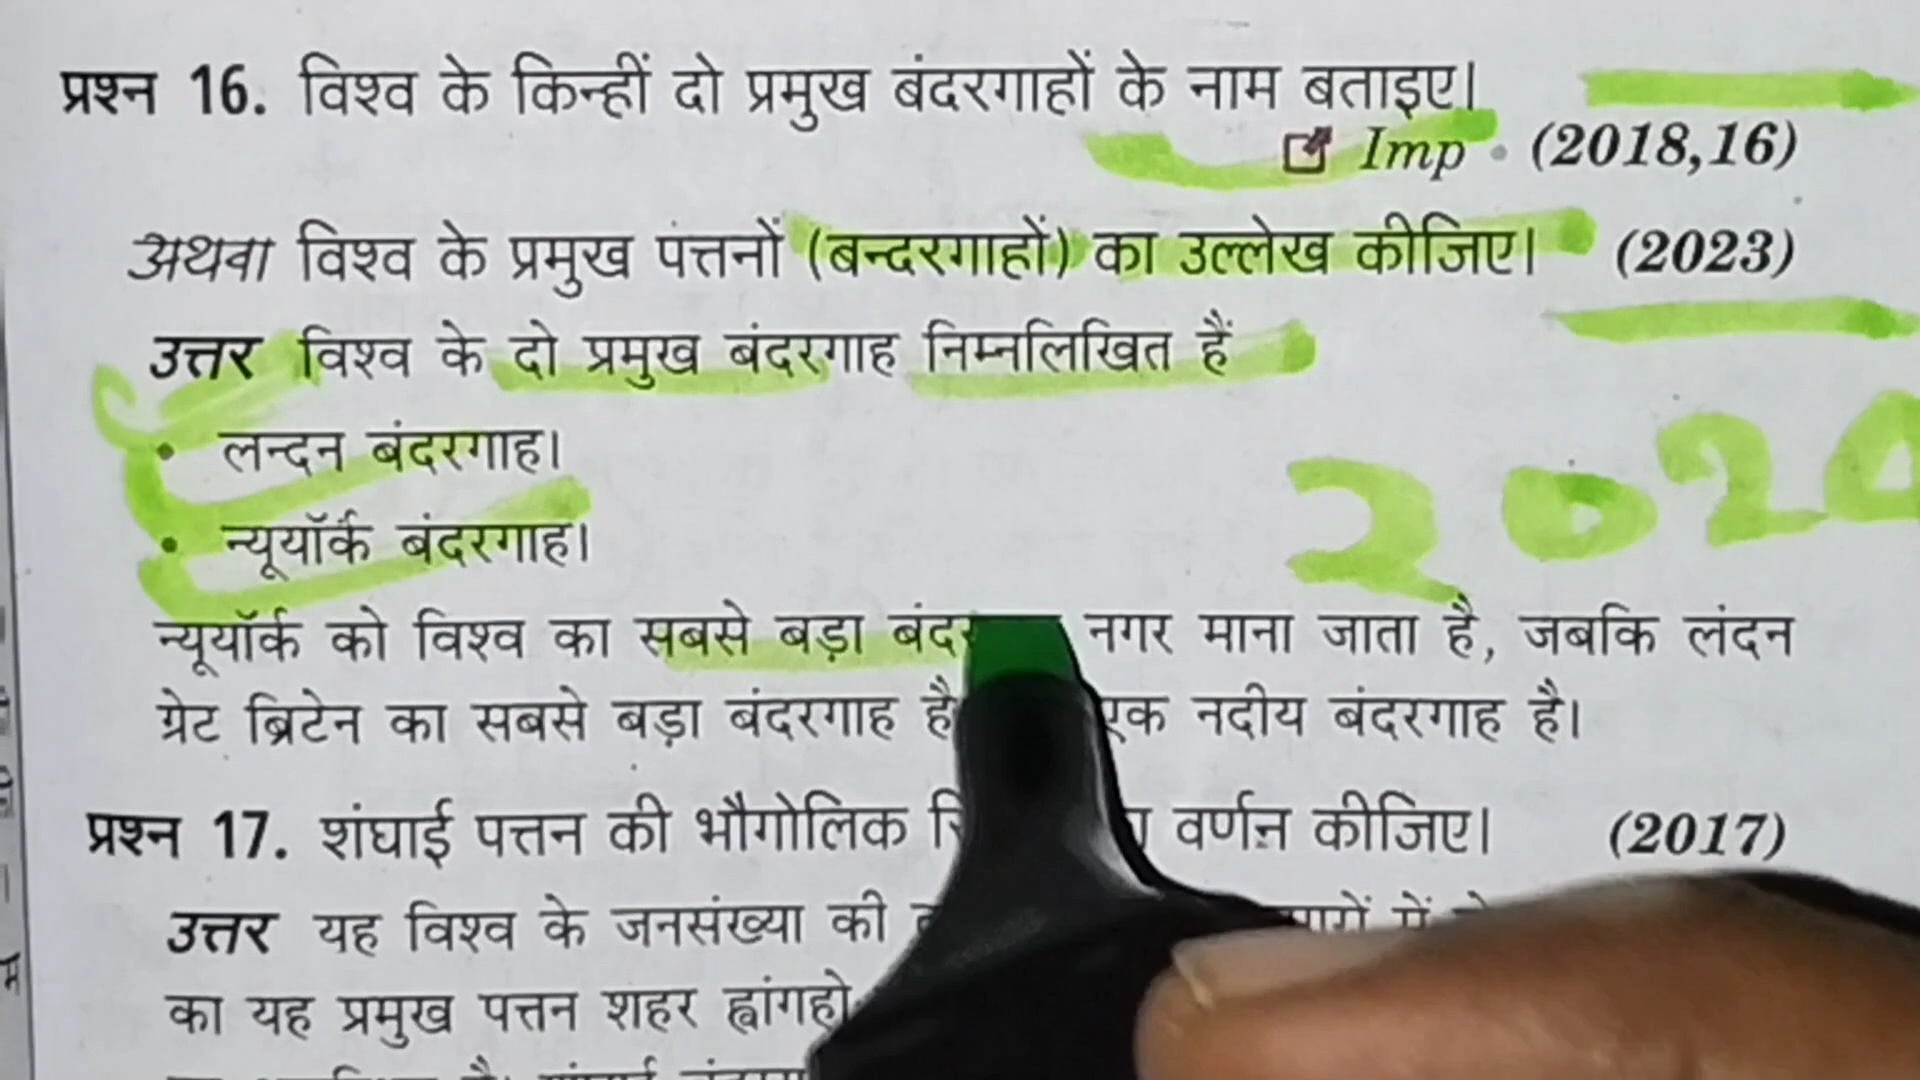 प्रश्न 16. विश्व के किन्हीं दो प्रमुख बंदरगाहों के नाम बताइए।
Imp (2018,16)
अथवा विश्व के प्रमुख पत्तनों (बन्दरगाहों) का उल्लेख कीजिए। (2023)
उत्तर विश्व के दो प्रमुख बंदरगाह निम्नलिखित हैं
• लन्दन बंदरगाह।
2020
• न्यूयॉर्क बंदरगाह।
न्यूयॉर्क को विश्व का सबसे बड़ा नगर माना जाता है, जबकि लंदन
ग्रेट ब्रिटेन का सबसे बड़ा बंदरगाह है एक नदीय बंदरगाह है।
प्रश्न 17. शंघाई पत्तन की भौगोलिक वर्णन कीजिए। (2017)
उत्तर यह विश्व के जनसंख्या की में
का यह प्रमुख पत्तन शहर ह्वांगहो